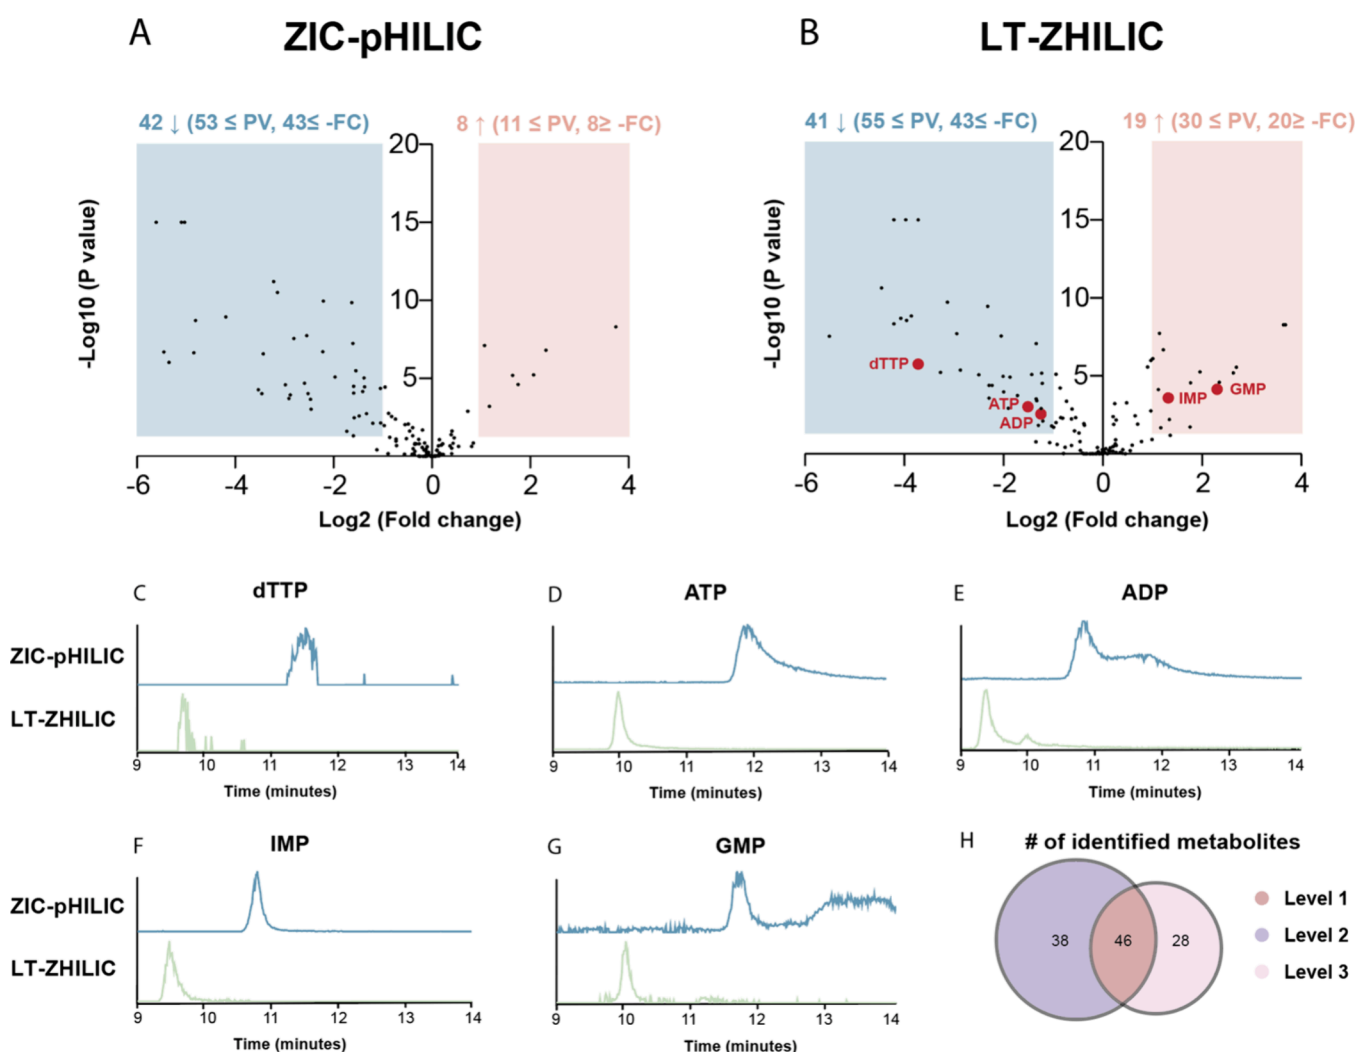 A ZIC-pHILIC
B LT-ZHILIC
42 ↓ (53 ≤ PV, 43≤ -FC)
8 ↑ (11 ≤ PV, 8≥ -FC)
41 ↓ (55 ≤ PV, 43≤ -FC)
19 ↑ (30 ≤ PV, 20≥ -FC)
-Log10 (P value)
20
15
10
5
-6 -4 -2 0 2 4
Log2 (Fold change)
-Log10 (P value)
20
15
10
5
dTTP
ATP
ADP
IMP
GMP
-6 -4 -2 0 2 4
Log2 (Fold change)
C dTTP
D ATP
E ADP
ZIC-pHILIC
LT-ZHILIC
9 10 11 12 13 14
Time (minutes)
9 10 11 12 13 14
Time (minutes)
9 10 11 12 13 14
Time (minutes)
F IMP
G GMP
ZIC-pHILIC
LT-ZHILIC
9 10 11 12 13 14
Time (minutes)
9 10 11 12 13 14
Time (minutes)
H # of identified metabolites
38 46 28
Level 1
Level 2
Level 3